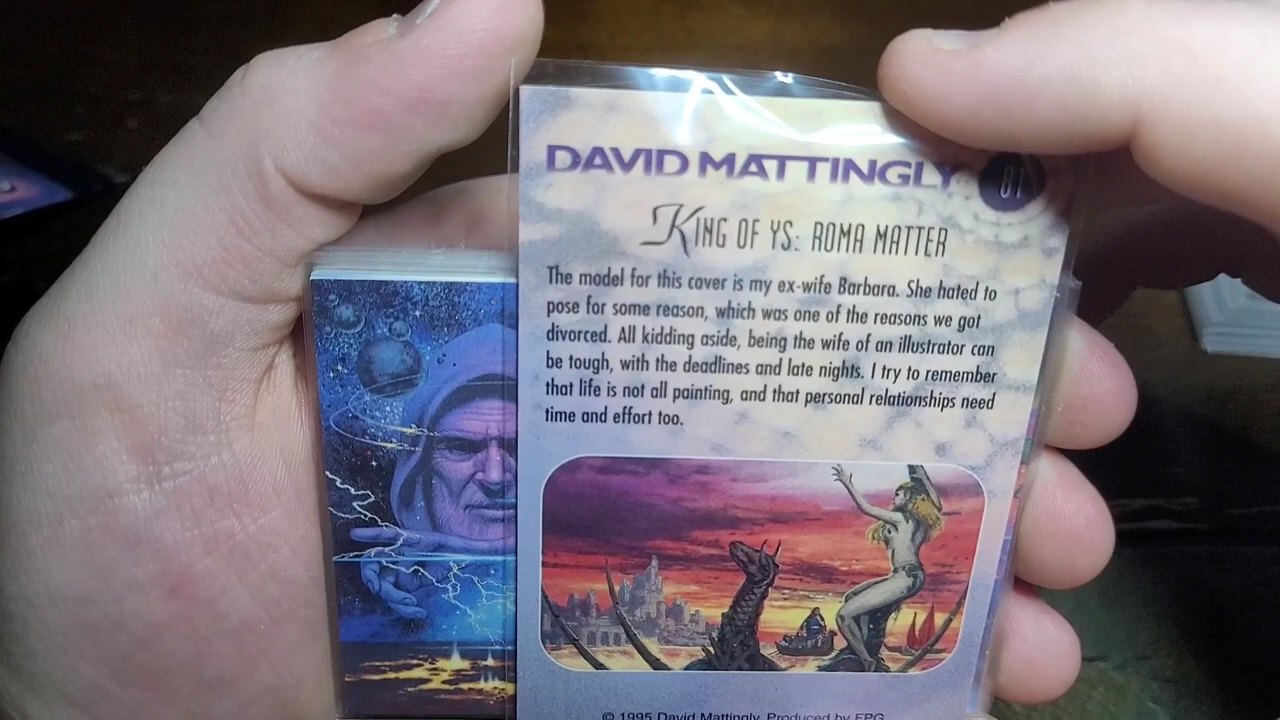 DAVID MATTINGLY 81
KING OF YS: ROMA MATTER
The model for this cover is my ex-wife Barbara. She hated to
pose for some reason, which was one of the reasons we got
divorced. All kidding aside, being the wife of an illustrator can
be tough, with the deadlines and late nights. I try to remember
that life is not all painting, and that personal relationships need
time and effort too.
© 1995 David Mattingly. Produced by FPG